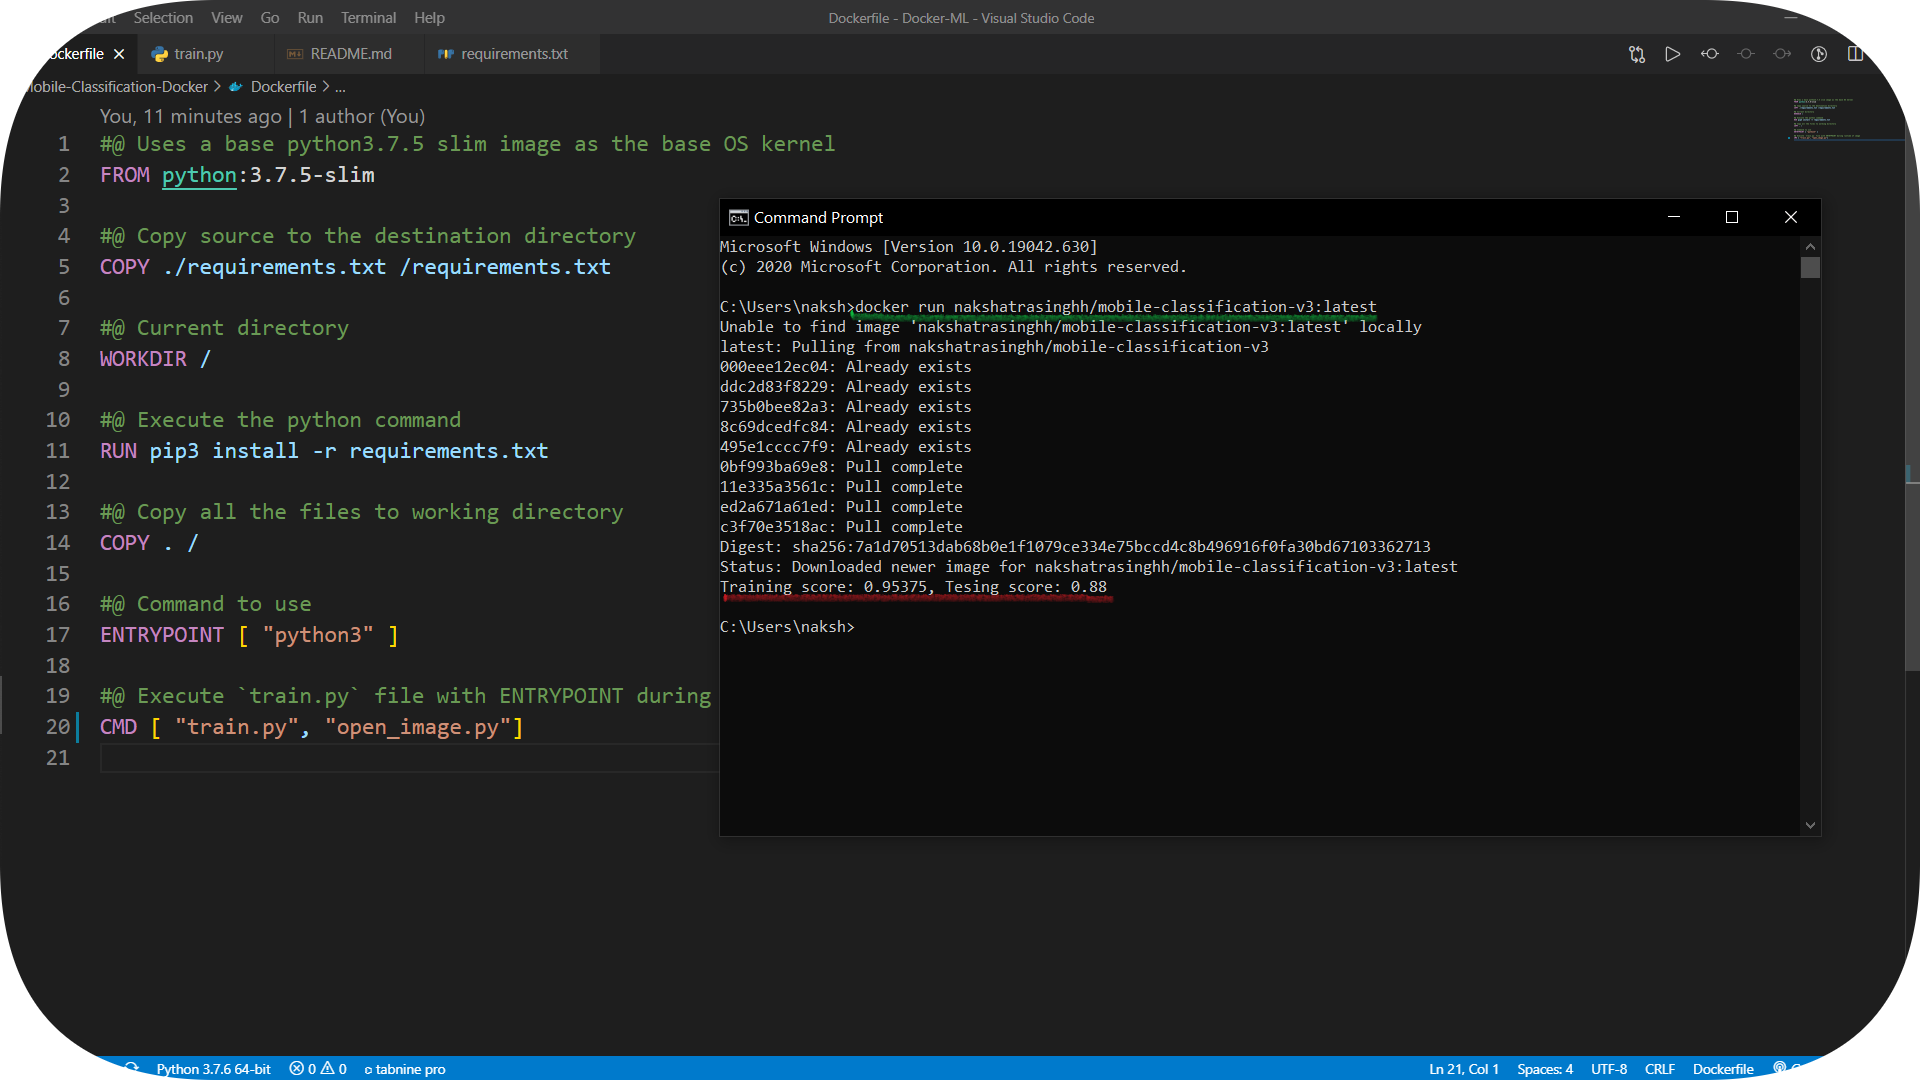 Selection View Go Run Terminal Help
Dockerfile - Docker-ML - Visual Studio Code
ockerfile train.py README.md requirements.txt
obile-Classification-Docker > Dockerfile > ...
You, 11 minutes ago | 1 author (You)
1 #@ Uses a base python3.7.5 slim image as the base OS kernel
2 FROM python:3.7.5-slim
3
4 #@ Copy source to the destination directory
5 COPY ./requirements.txt /requirements.txt
6
7 #@ Current directory
8 WORKDIR /
9
10 #@ Execute the python command
11 RUN pip3 install -r requirements.txt
12
13 #@ Copy all the files to working directory
14 COPY . /
15
16 #@ Command to use
17 ENTRYPOINT [ "python3" ]
18
19 #@ Execute `train.py` file with ENTRYPOINT during
20 CMD [ "train.py", "open_image.py"]
21
Command Prompt
Microsoft Windows [Version 10.0.19042.630]
(c) 2020 Microsoft Corporation. All rights reserved.
C:\Users\naksh>docker run nakshatrasinghh/mobile-classification-v3:latest
Unable to find image 'nakshatrasinghh/mobile-classification-v3:latest' locally
latest: Pulling from nakshatrasinghh/mobile-classification-v3
000eee12ec04: Already exists
ddc2d83f8229: Already exists
735b0bee82a3: Already exists
8c69dcedfc84: Already exists
495e1cccc7f9: Already exists
0bf993ba69e8: Pull complete
11e335a3561c: Pull complete
ed2a671a61ed: Pull complete
c3f70e3518ac: Pull complete
Digest: sha256:7a1d70513dab68b0e1f1079ce334e75bccd4c8b496916f0fa30bd67103362713
Status: Downloaded newer image for nakshatrasinghh/mobile-classification-v3:latest
Training score: 0.95375, Tesing score: 0.88
C:\Users\naksh>
Python 3.7.6 64-bit 0 0 tabnine pro
Ln 21, Col 1 Spaces: 4 UTF-8 CRLF Dockerfile